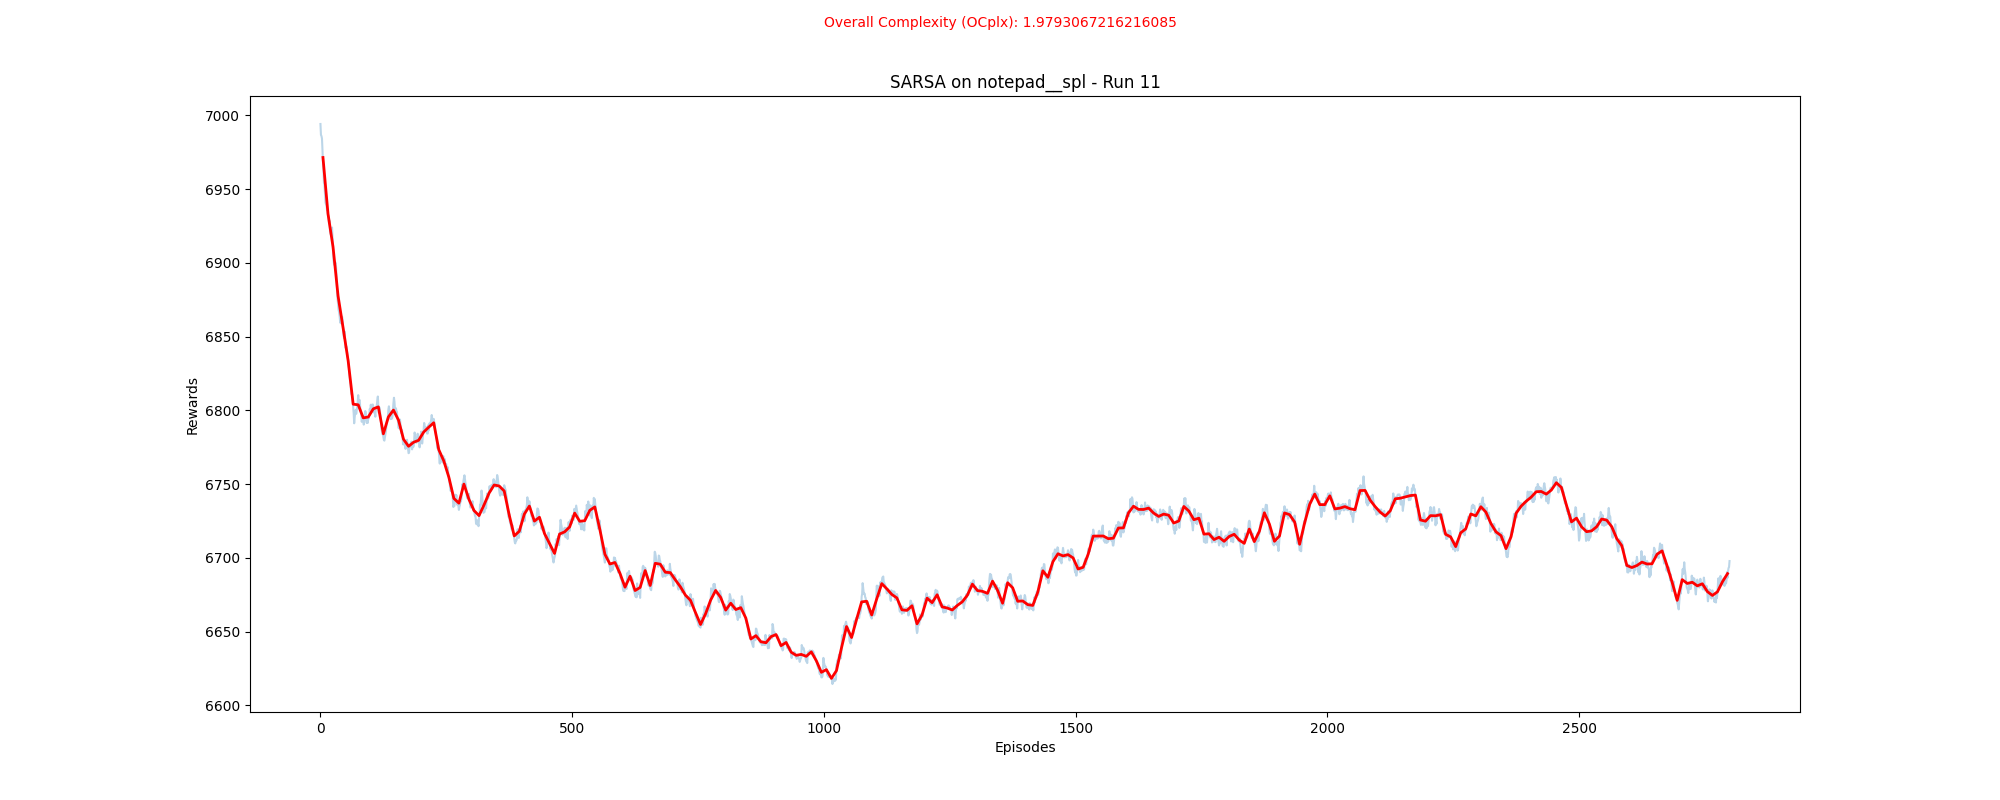 Overall Complexity (OCplx): 1.9793067216216085
SARSA on notepad__spl - Run 11
7000
6950
6900
6850
6800
6750
6700
6650
6600
Rewards
0 500 1000 1500 2000 2500
Episodes